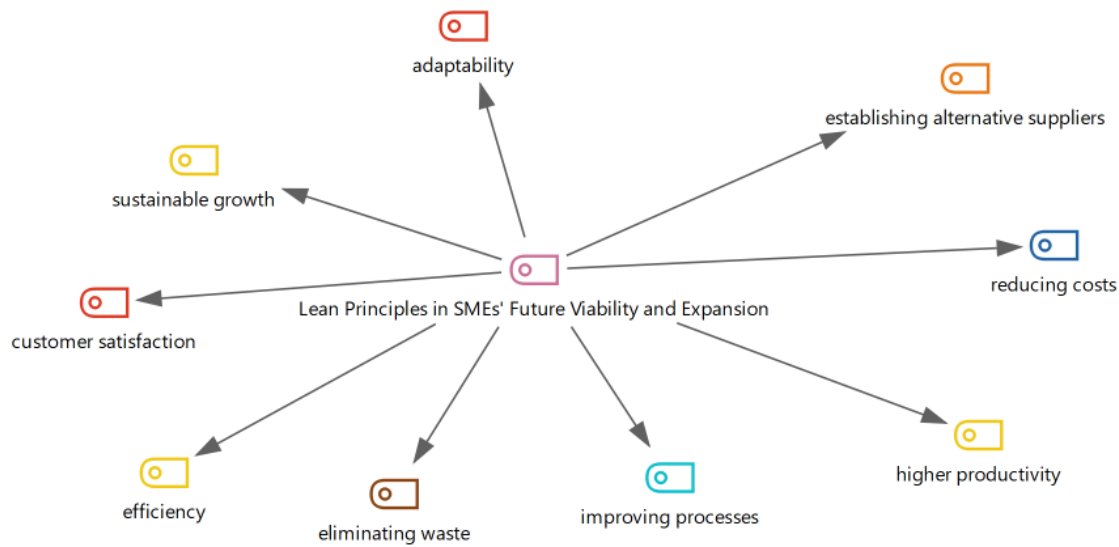 adaptability
establishing alternative suppliers
sustainable growth
reducing costs
Lean Principles in SMEs' Future Viability and Expansion
customer satisfaction
higher productivity
efficiency
improving processes
eliminating waste